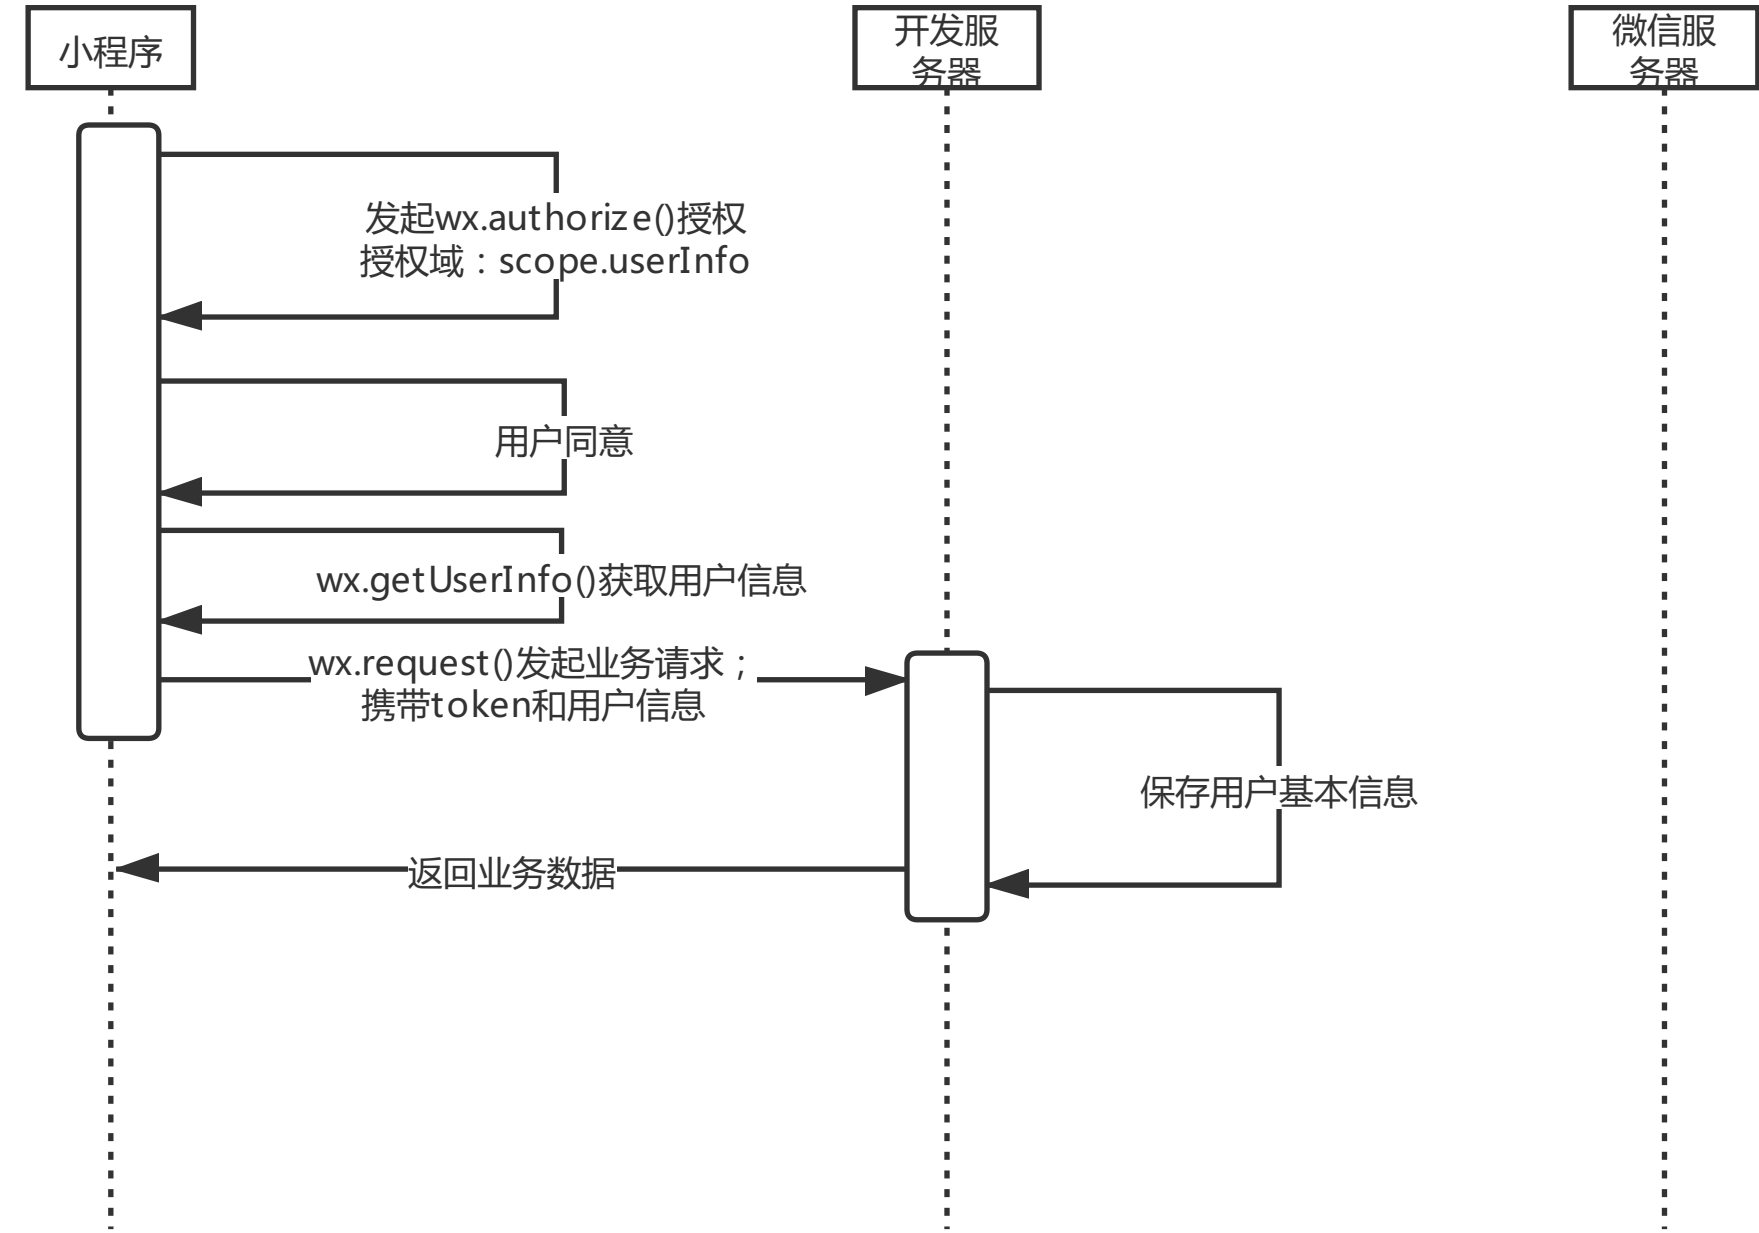 小程序
开发服
务器
微信服
务器
发起wx.authorize()授权
授权域：scope.userInfo
用户同意
wx.getUserInfo()获取用户信息
wx.request()发起业务请求；
携带token和用户信息
保存用户基本信息
返回业务数据